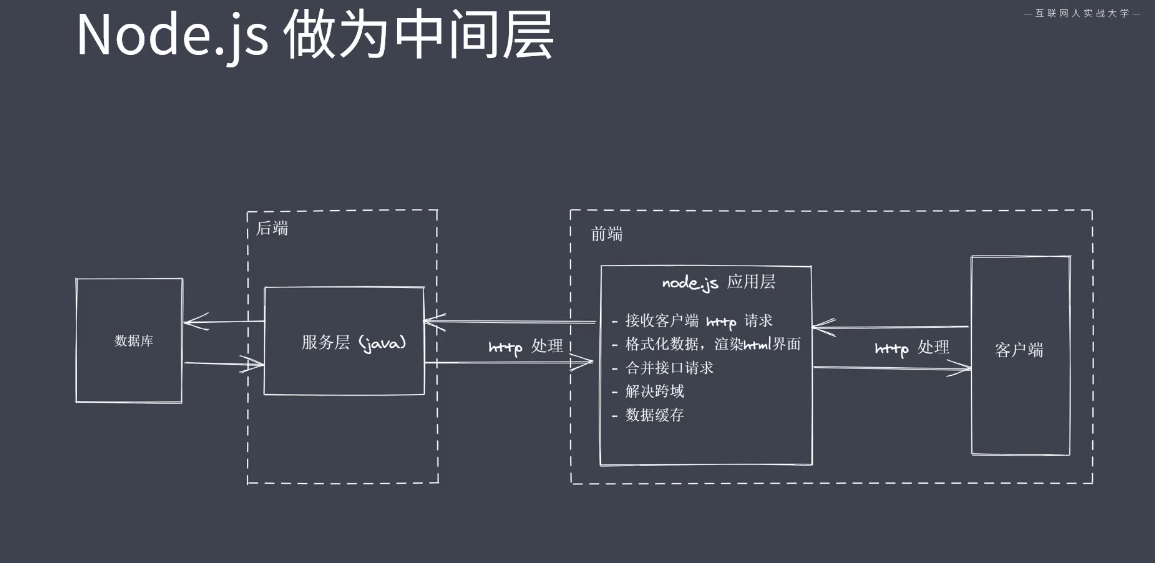 Node.js 做为中间层
—互联网人实战大学—
后端
前端
数据库
服务层 (java)
http 处理
node.js 应用层
- 接收客户端 http 请求
- 格式化数据，渲染html界面
- 合并接口请求
- 解决跨域
- 数据缓存
http 处理
客户端